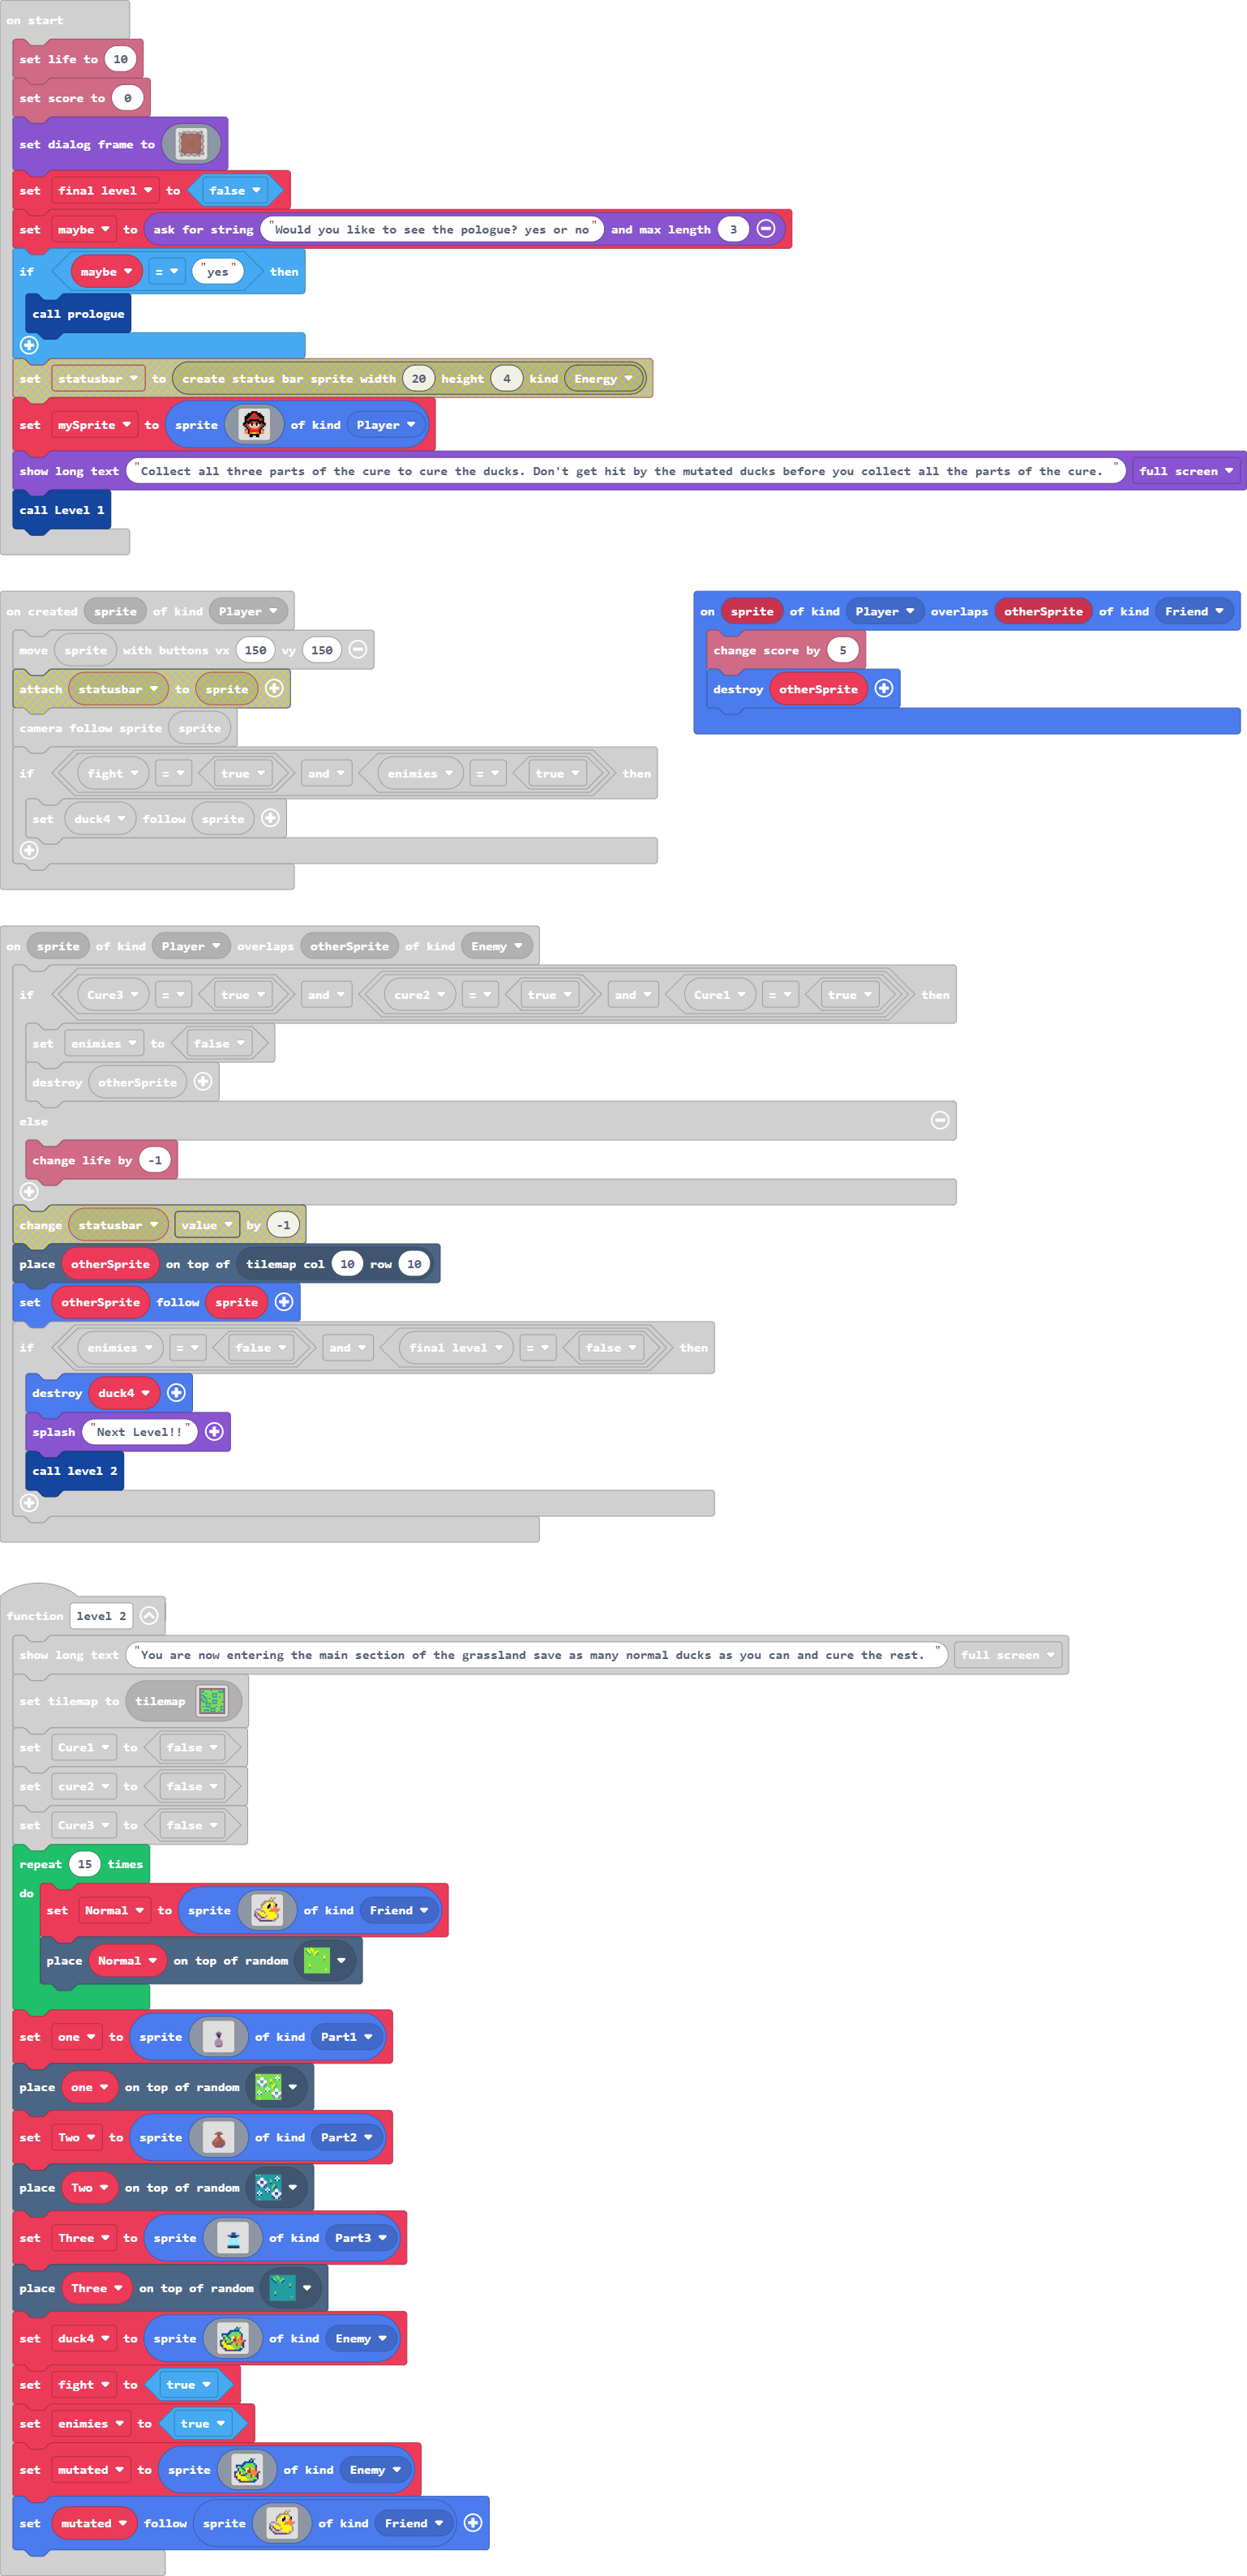 on start
set life to 10
set score to 0
set dialog frame to
set final level to false
set maybe to ask for string "Would you like to see the pologue? yes or no" and max length 3
if maybe = "yes" then
call prologue
set statusbar to create status bar sprite width 20 height 4 kind Energy
set mySprite to sprite of kind Player
show long text "Collect all three parts of the cure to cure the ducks. Don't get hit by the mutated ducks before you collect all the parts of the cure. " full screen
call Level 1
on created sprite of kind Player
move sprite with buttons vx 150 vy 150
attach statusbar to sprite
camera follow sprite sprite
if fight = true and enimies = true then
set duck4 follow sprite
on sprite of kind Player overlaps otherSprite of kind Friend
change score by 5
destroy otherSprite
on sprite of kind Player overlaps otherSprite of kind Enemy
if Cure3 = true and cure2 = true and Cure1 = true then
set enimies to false
destroy otherSprite
else
change life by -1
change statusbar value by -1
place otherSprite on top of tilemap col 10 row 10
set otherSprite follow sprite
if enimies = false and final level = false then
destroy duck4
splash "Next Level!!"
call level 2
function level 2
show long text "You are now entering the main section of the grassland save as many normal ducks as you can and cure the rest. " full screen
set tilemap to tilemap
set Cure1 to false
set cure2 to false
set Cure3 to false
repeat 15 times
do
set Normal to sprite of kind Friend
place Normal on top of random
set one to sprite of kind Part1
place one on top of random
set Two to sprite of kind Part2
place Two on top of random
set Three to sprite of kind Part3
place Three on top of random
set duck4 to sprite of kind Enemy
set fight to true
set enimies to true
set mutated to sprite of kind Enemy
set mutated follow sprite of kind Friend